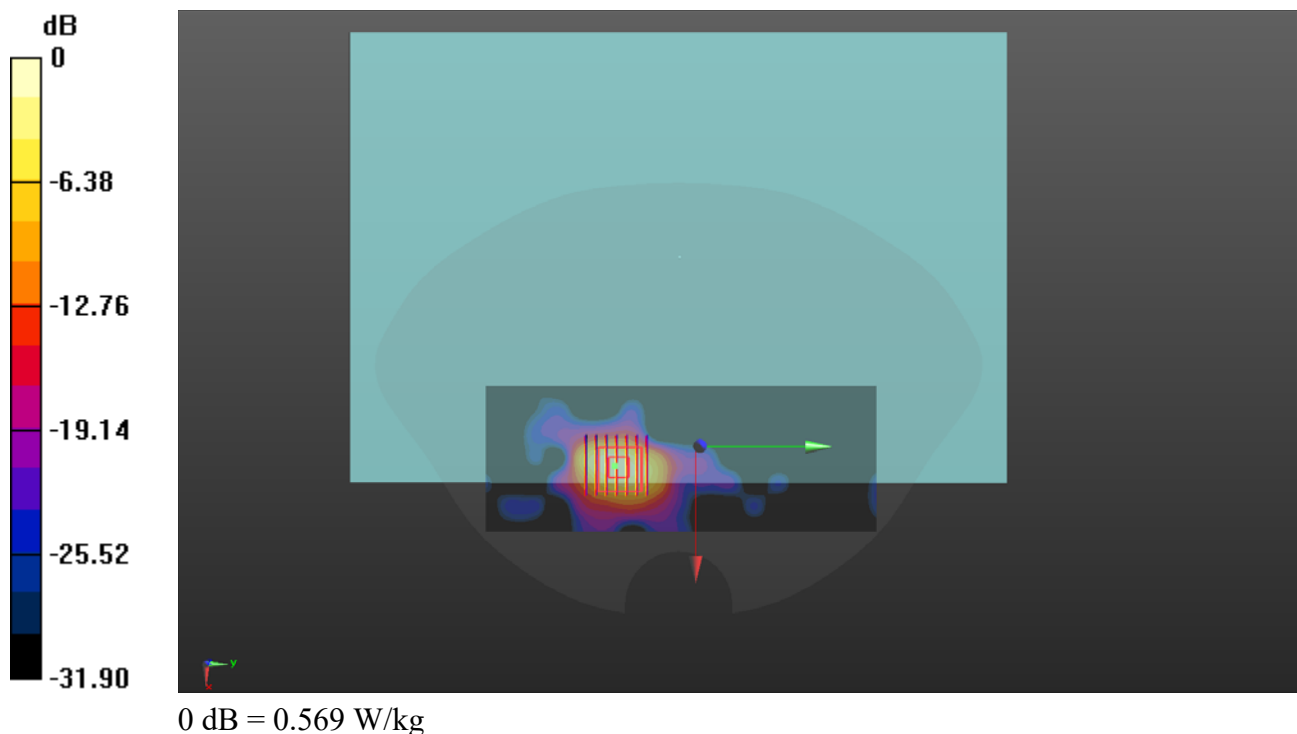 dB
0
-6.38
-12.76
-19.14
-25.52
-31.90
y
x
0 dB = 0.569 W/kg